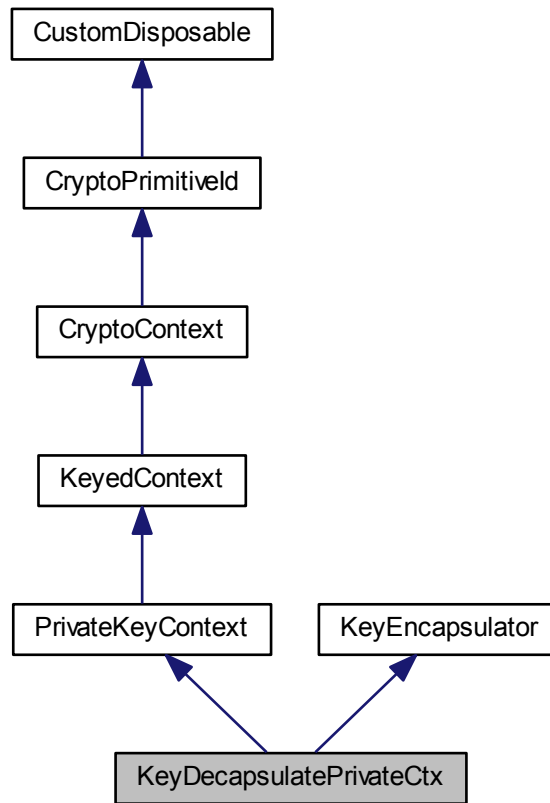 CustomDisposable
CryptoPrimitiveId
CryptoContext
KeyedContext
PrivateKeyContext
KeyEncapsulator
KeyDecapsulatePrivateCtx